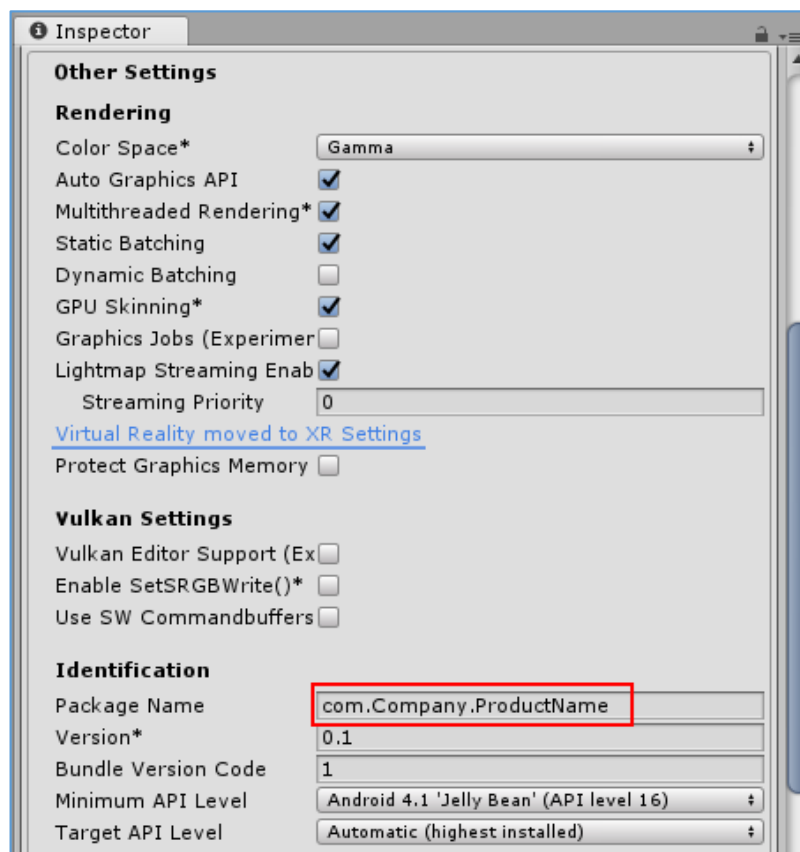 Inspector
Other Settings
Rendering
Color Space* Gamma
Auto Graphics API
Multithreaded Rendering*
Static Batching
Dynamic Batching
GPU Skinning*
Graphics Jobs (Experimer
Lightmap Streaming Enab
Streaming Priority 0
Virtual Reality moved to XR Settings
Protect Graphics Memory
Vulkan Settings
Vulkan Editor Support (Ex
Enable SetSRGBWrite()*
Use SW Commandbuffers
Identification
Package Name com.Company.ProductName
Version* 0.1
Bundle Version Code 1
Minimum API Level Android 4.1 'Jelly Bean' (API level 16)
Target API Level Automatic (highest installed)